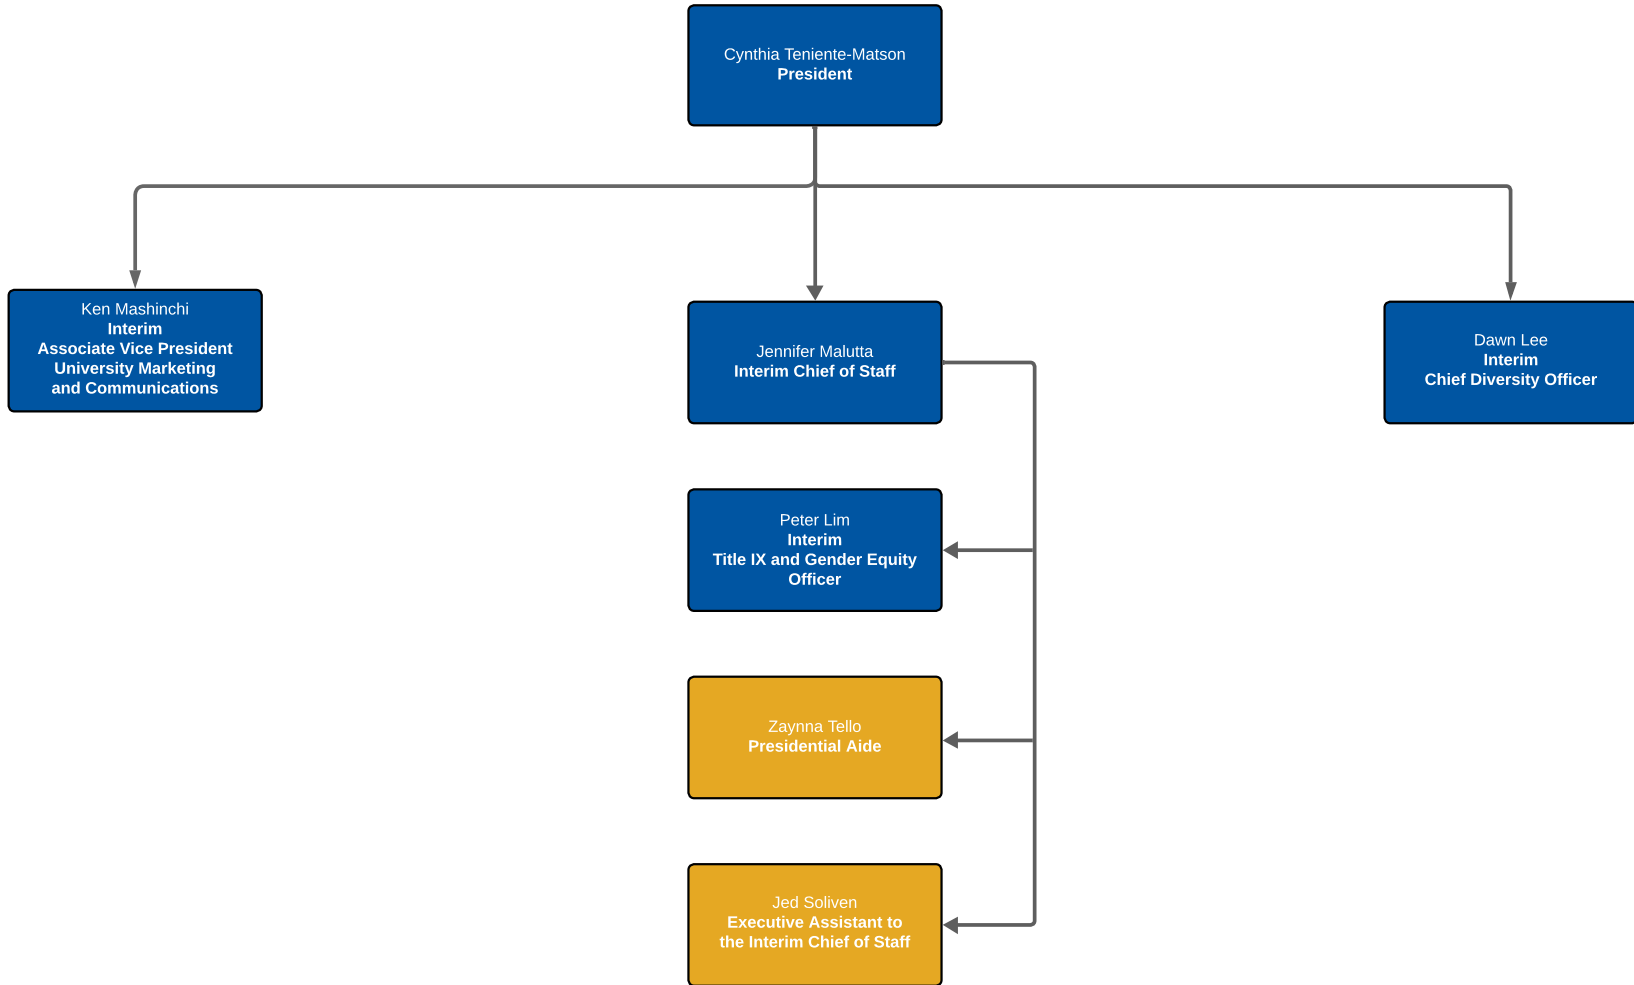 Cynthia Teniente-Matson
President
Ken Mashinchi
Interim
Associate Vice President
University Marketing
and Communications
Jennifer Malutta
Interim Chief of Staff
Dawn Lee
Interim
Chief Diversity Officer
Peter Lim
Interim
Title IX and Gender Equity
Officer
Zaynna Tello
Presidential Aide
Jed Soliven
Executive Assistant to
the Interim Chief of Staff